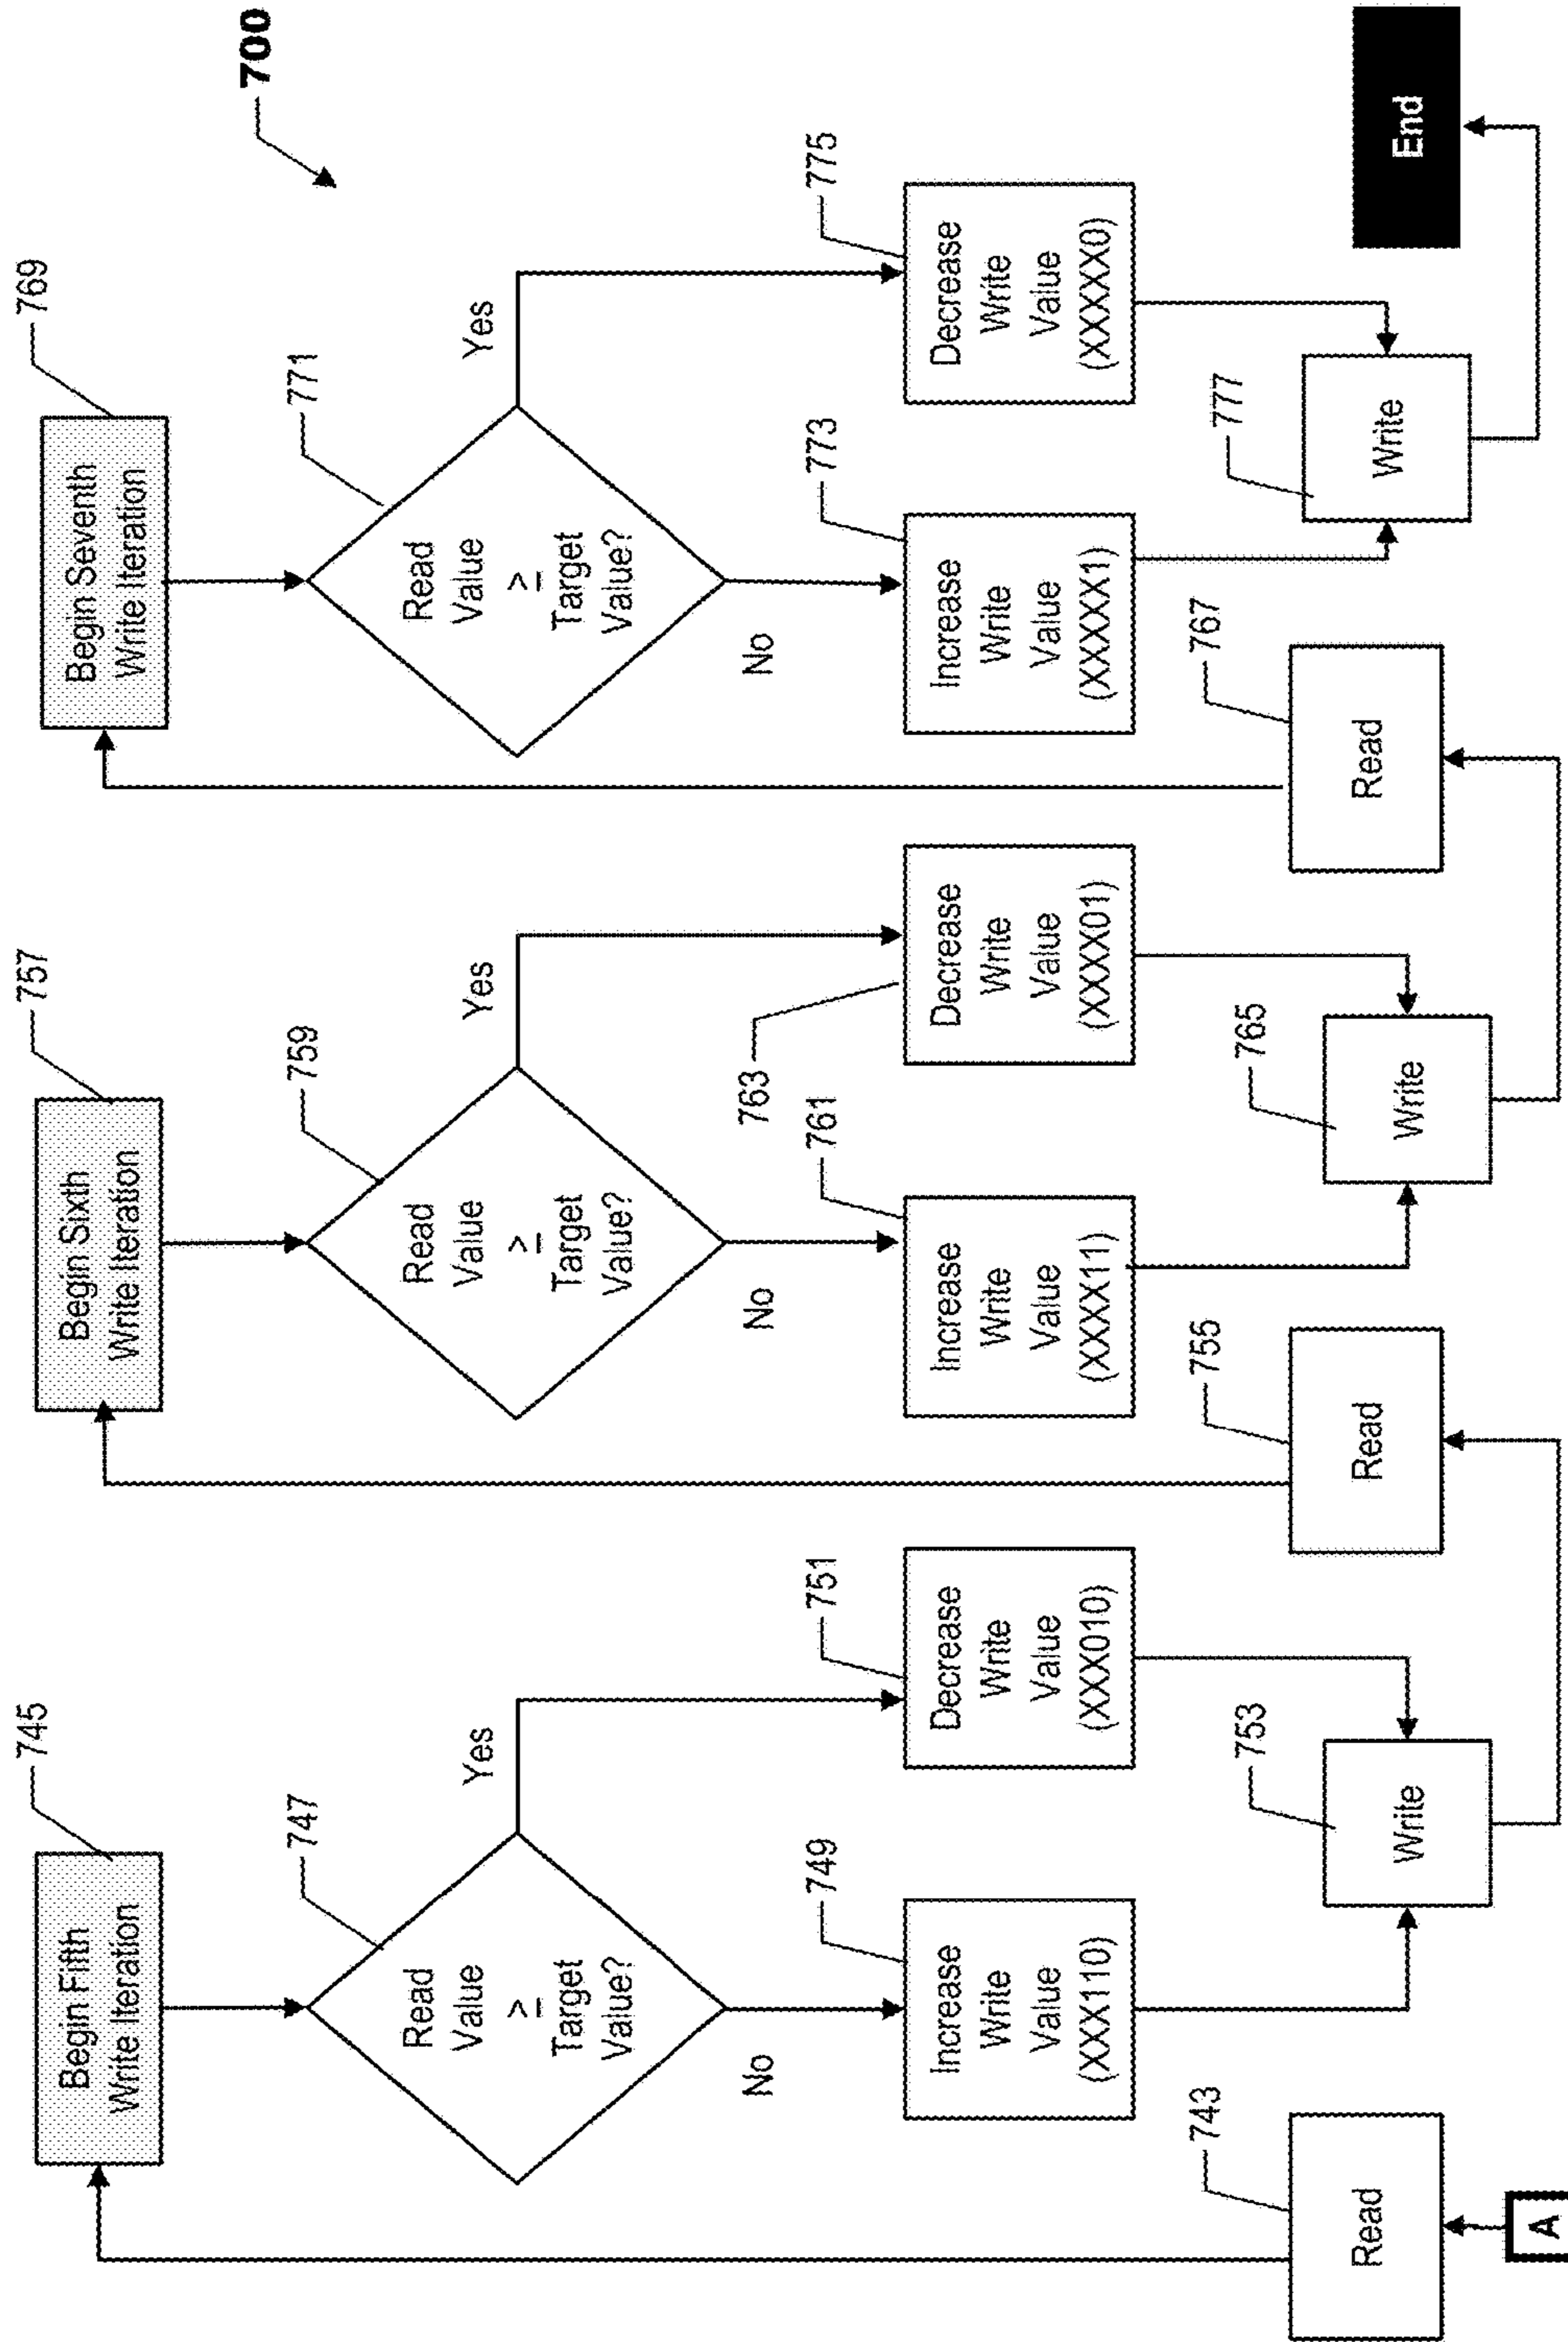 700
745
Begin Fifth
Write Iteration
747
Read
Value
≥
Target
Value?
Yes
No
749
Increase
Write
Value
(XXX110)
751
Decrease
Write
Value
(XXX010)
753
Write
743
Read
A
755
Read
757
Begin Sixth
Write Iteration
759
Read
Value
≥
Target
Value?
Yes
No
761
Increase
Write
Value
(XXXX11)
763
Decrease
Write
Value
(XXXX01)
765
Write
767
Read
769
Begin Seventh
Write Iteration
771
Read
Value
≥
Target
Value?
Yes
No
773
Increase
Write
Value
(XXXXX1)
775
Decrease
Write
Value
(XXXXX0)
777
Write
End